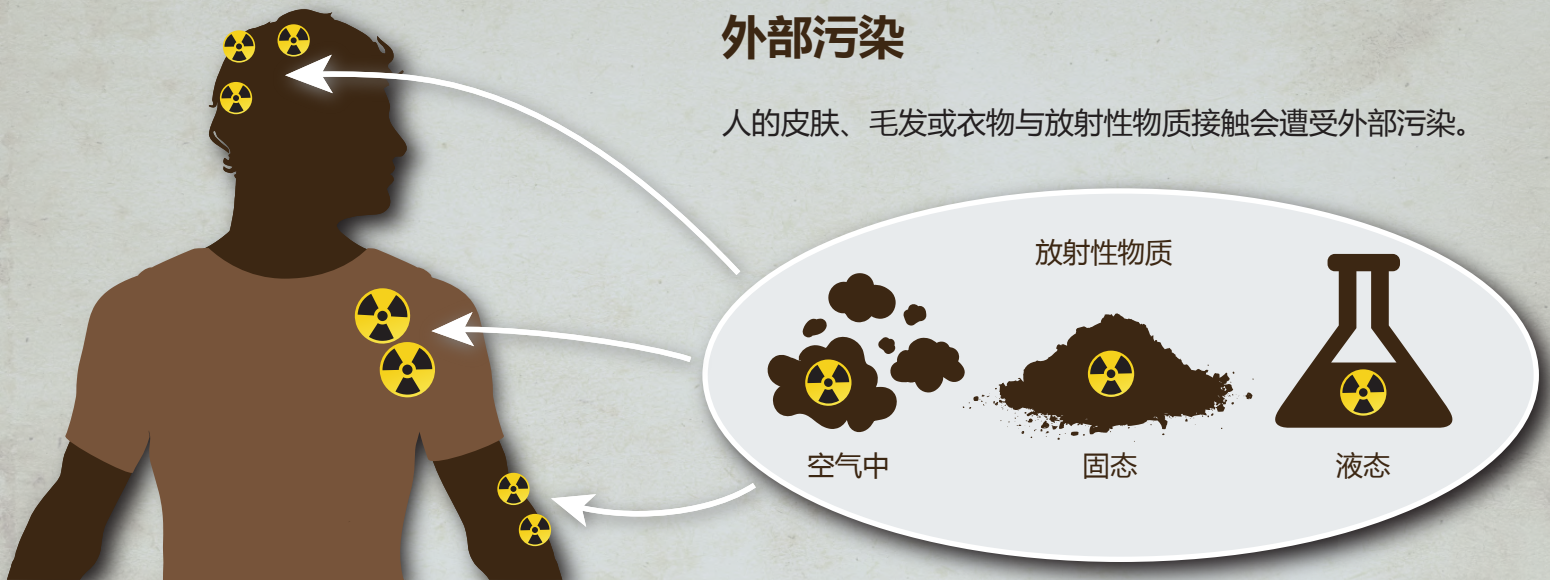 外部污染
人的皮肤、毛发或衣物与放射性物质接触会遭受外部污染。
放射性物质
空气中
固态
液态